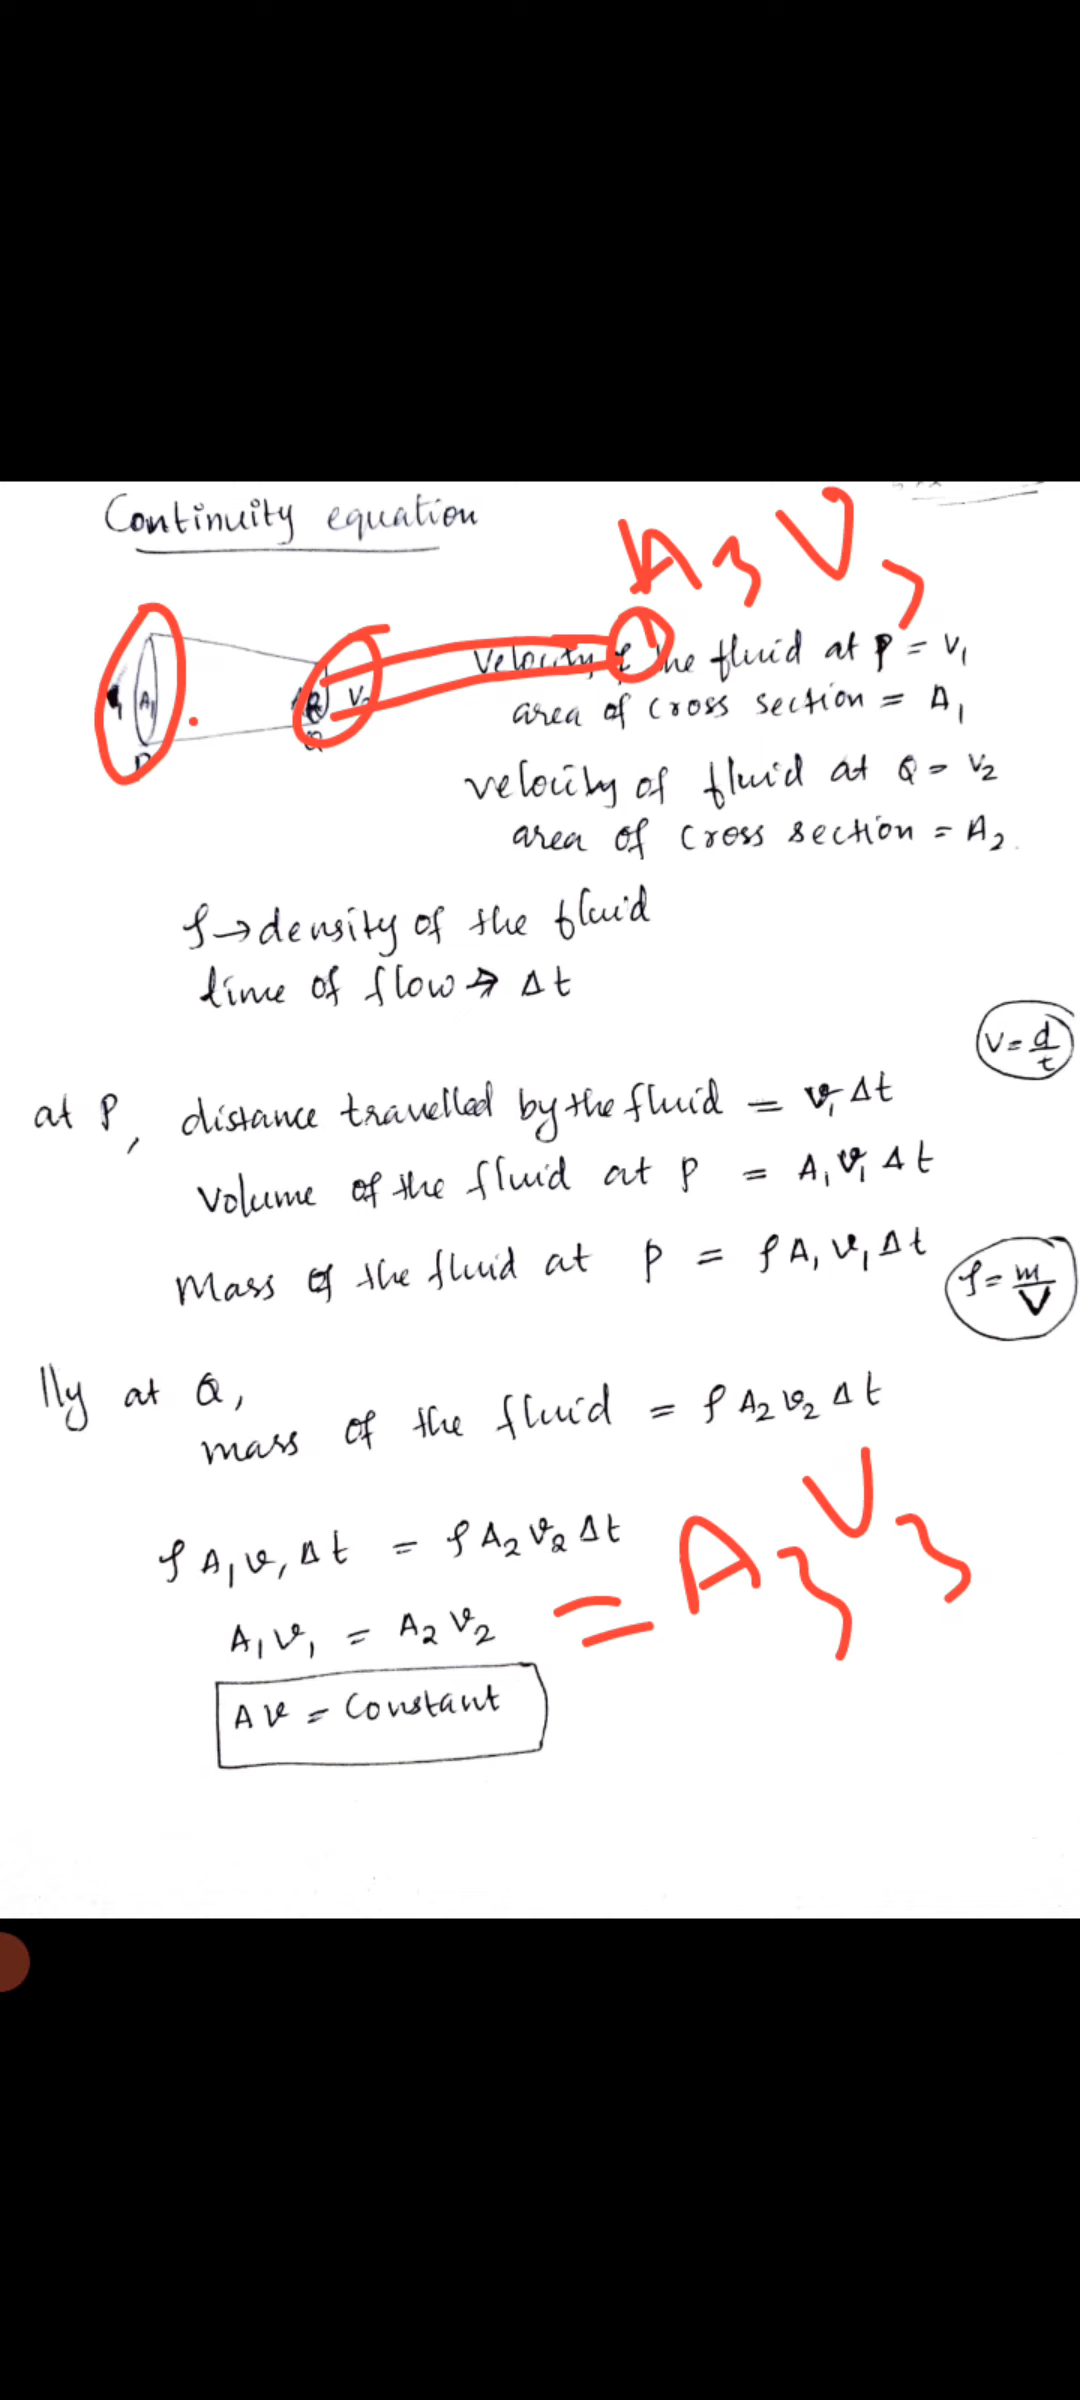 Continuity equation
A3 V3
A1 V2
P Q
Velocity the fluid at P = V1
area of cross section = A1
velocity of fluid at Q = V2
area of cross section = A2.
ρ → density of the fluid
time of flow → Δt
V = d/t
at P, distance travelled by the fluid = v1 Δt
Volume of the fluid at P = A1 v1 Δt
Mass of the fluid at P = ρ A1 v1 Δt
ρ = m/V
lly at Q,
mass of the fluid = ρ A2 v2 Δt
ρ A1 v1 Δt = ρ A2 v2 Δt
A1 v1 = A2 v2 = A3 V3
A v = Constant